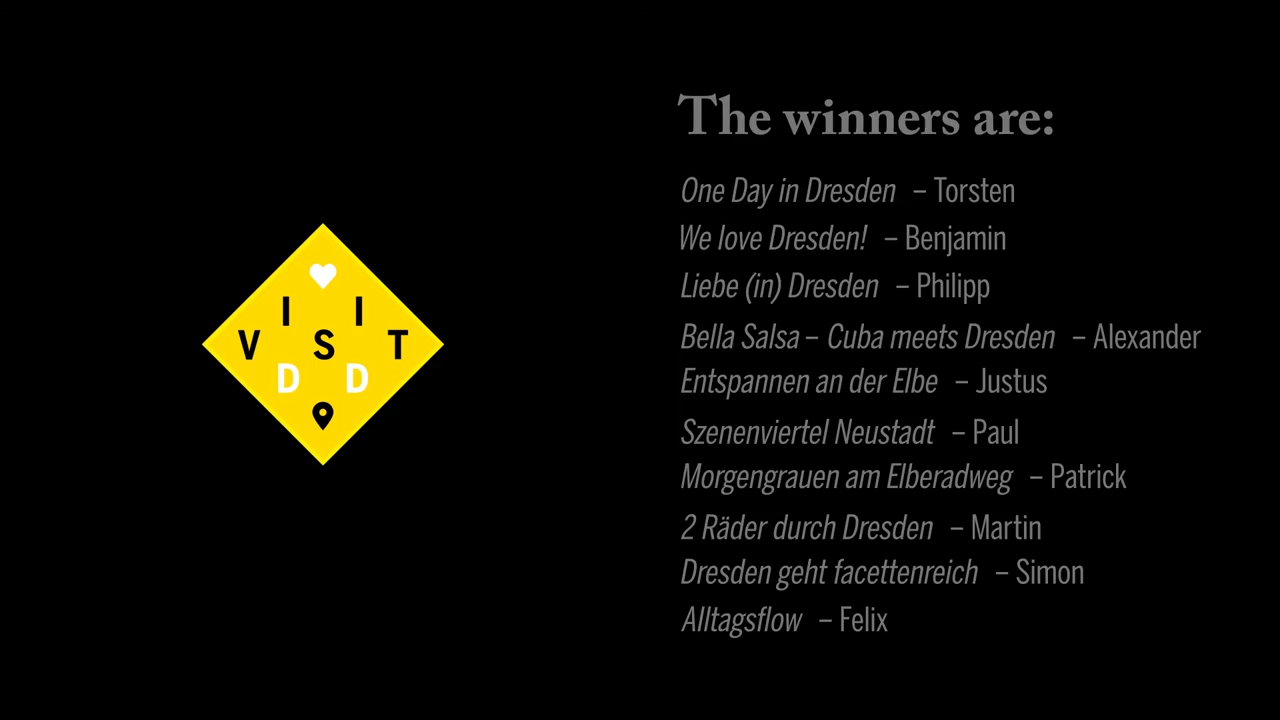 VISIT
DD
The winners are:
One Day in Dresden – Torsten
We love Dresden! – Benjamin
Liebe (in) Dresden – Philipp
Bella Salsa – Cuba meets Dresden – Alexander
Entspannen an der Elbe – Justus
Szenenviertel Neustadt – Paul
Morgengrauen am Elberadweg – Patrick
2 Räder durch Dresden – Martin
Dresden geht facettenreich – Simon
Alltagsflow – Felix